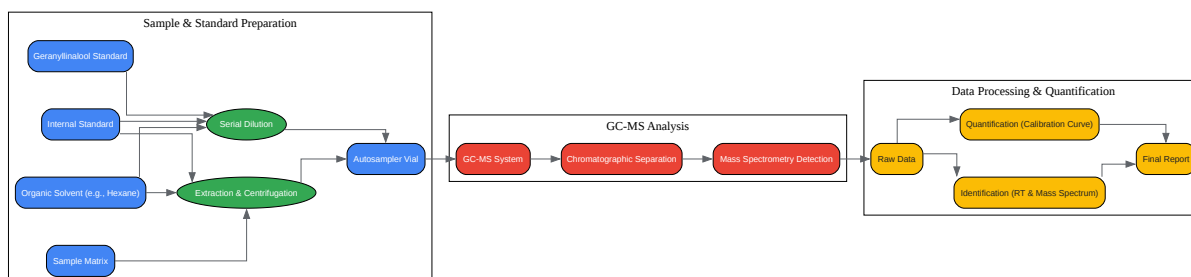 Sample & Standard Preparation
Geranyllinalool Standard
Internal Standard
Serial Dilution
Autosampler Vial
Organic Solvent (e.g., Hexane)
Extraction & Centrifugation
Sample Matrix
GC-MS Analysis
GC-MS System
Chromatographic Separation
Mass Spectrometry Detection
Data Processing & Quantification
Raw Data
Quantification (Calibration Curve)
Identification (RT & Mass Spectrum)
Final Report